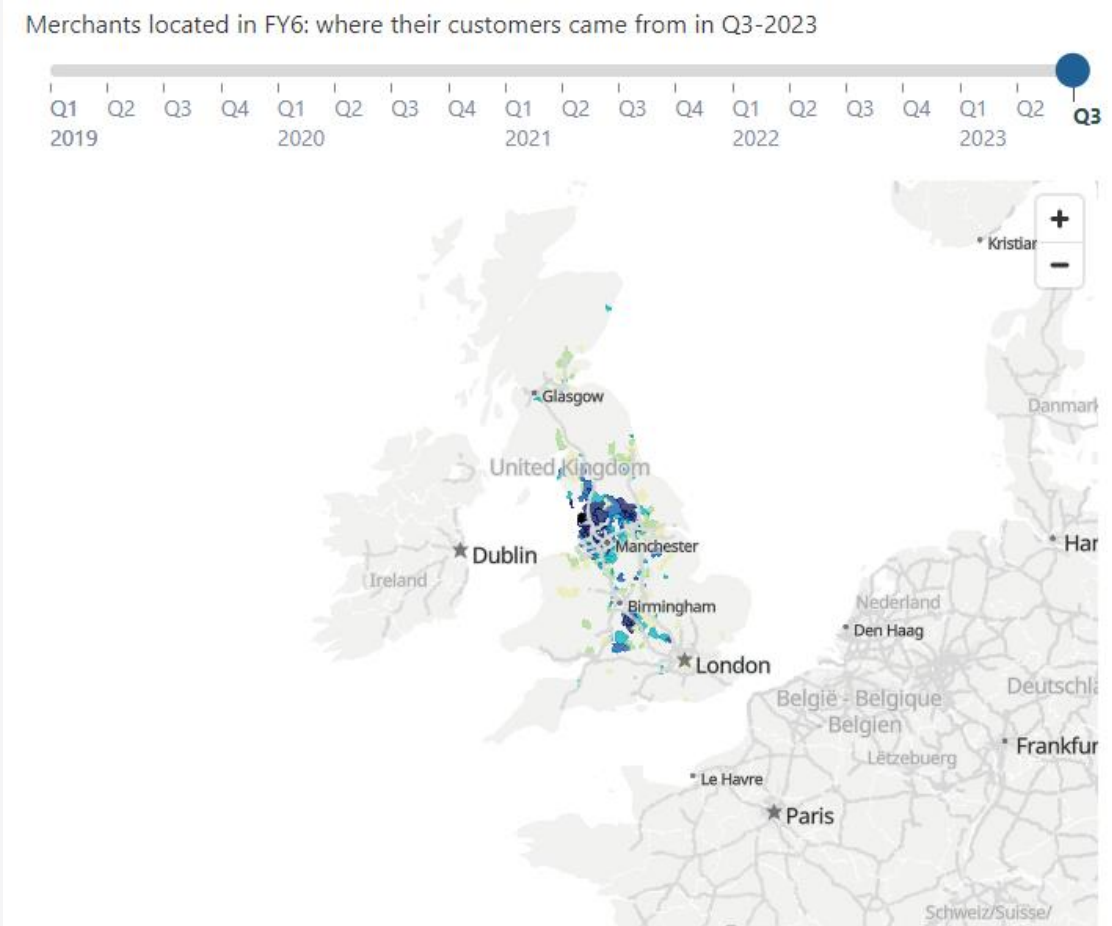 Merchants located in FY6: where their customers came from in Q3-2023
Q1 Q2 Q3 Q4 Q1 Q2 Q3 Q4 Q1 Q2 Q3 Q4 Q1 Q2 Q3 Q4 Q1 Q2 Q3
2019 2020 2021 2022 2023
+
Kristiar
−
Glasgow
Danmark
United Kingdom
Manchester
Har
Dublin
Ireland
Nederland
Birmingham
Den Haag
London
Deutschla
België - Belgique
- Belgien
Frankfur
Lëtzebuerg
Le Havre
Paris
Schweiz/Suisse/